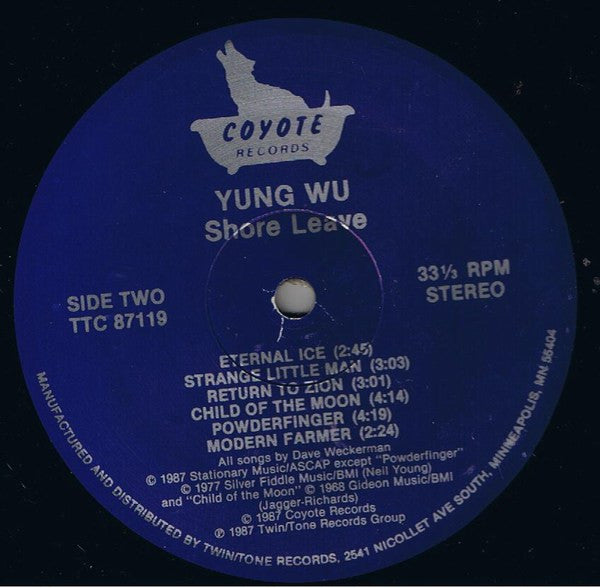 COYOTE
RECORDS
YUNG WU
Shore Leave
SIDE TWO
TTC 87119
33⅓ RPM
STEREO
ETERNAL ICE (2:45)
STRANGE LITTLE MAN (3:03)
RETURN TO ZION (3:01)
CHILD OF THE MOON (4:14)
POWDERFINGER (4:19)
MODERN FARMER (2:24)
All songs by Dave Weckerman
© 1987 Stationary Music/ASCAP except "Powderfinger"
© 1977 Silver Fiddle Music/BMI (Neil Young)
and "Child of the Moon" © 1968 Gideon Music/BMI
(Jagger-Richards)
© 1987 Coyote Records
℗ 1987 Twin/Tone Records Group
MANUFACTURED AND DISTRIBUTED BY TWIN/TONE RECORDS, 2541 NICOLLET AVE SOUTH, MINNEAPOLIS, MN 55404